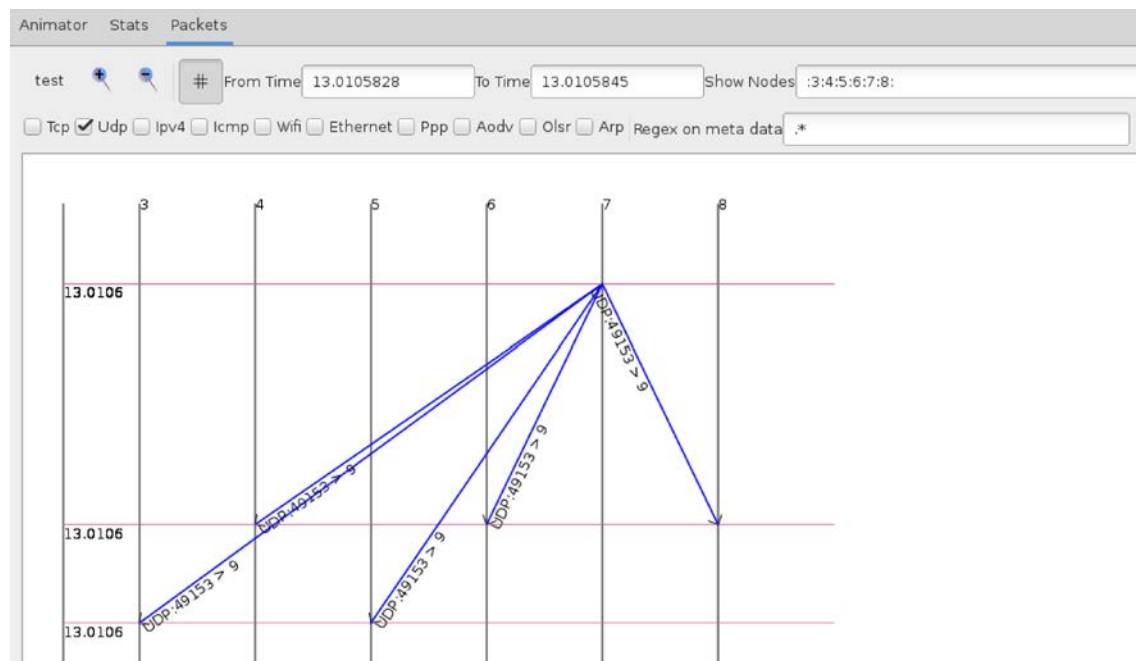 Animator Stats Packets
test # From Time 13.0105828 To Time 13.0105845 Show Nodes :3:4:5:6:7:8:
Tcp Udp Ipv4 Icmp Wifi Ethernet Ppp Aodv Olsr Arp Regex on meta data .*
3 4 5 6 7 8
13.0106
UDP:49153 > 9
UDP:49153 > 9
UDP:49153 > 9
13.0106
UDP:49153 > 9
UDP:49153 > 9
13.0106